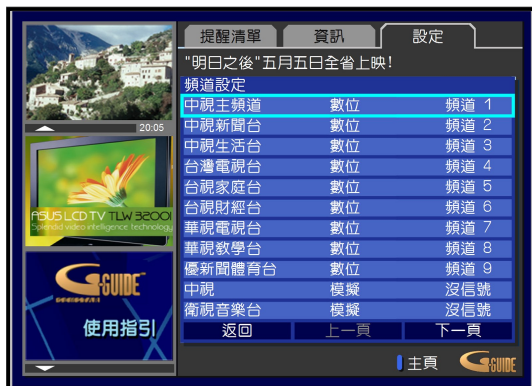 提醒清單 資訊 設定
"明日之後"五月五日全省上映!
頻道設定
中視主頻道 數位 頻道 1
中視新聞台 數位 頻道 2
中視生活台 數位 頻道 3
台灣電視台 數位 頻道 4
台視家庭台 數位 頻道 5
台視財經台 數位 頻道 6
華視電視台 數位 頻道 7
華視教學台 數位 頻道 8
優新聞體育台 數位 頻道 9
中視 模擬 沒信號
衛視音樂台 模擬 沒信號
返回 上一頁 下一頁
主頁 G-GUIDE
20:05
ASUS LCD TV TLW 32001
Splendid video intelligence technology
G-GUIDE
GEMSTAR
使用指引